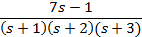 7s − 1
(s + 1)(s + 2)(s + 3)